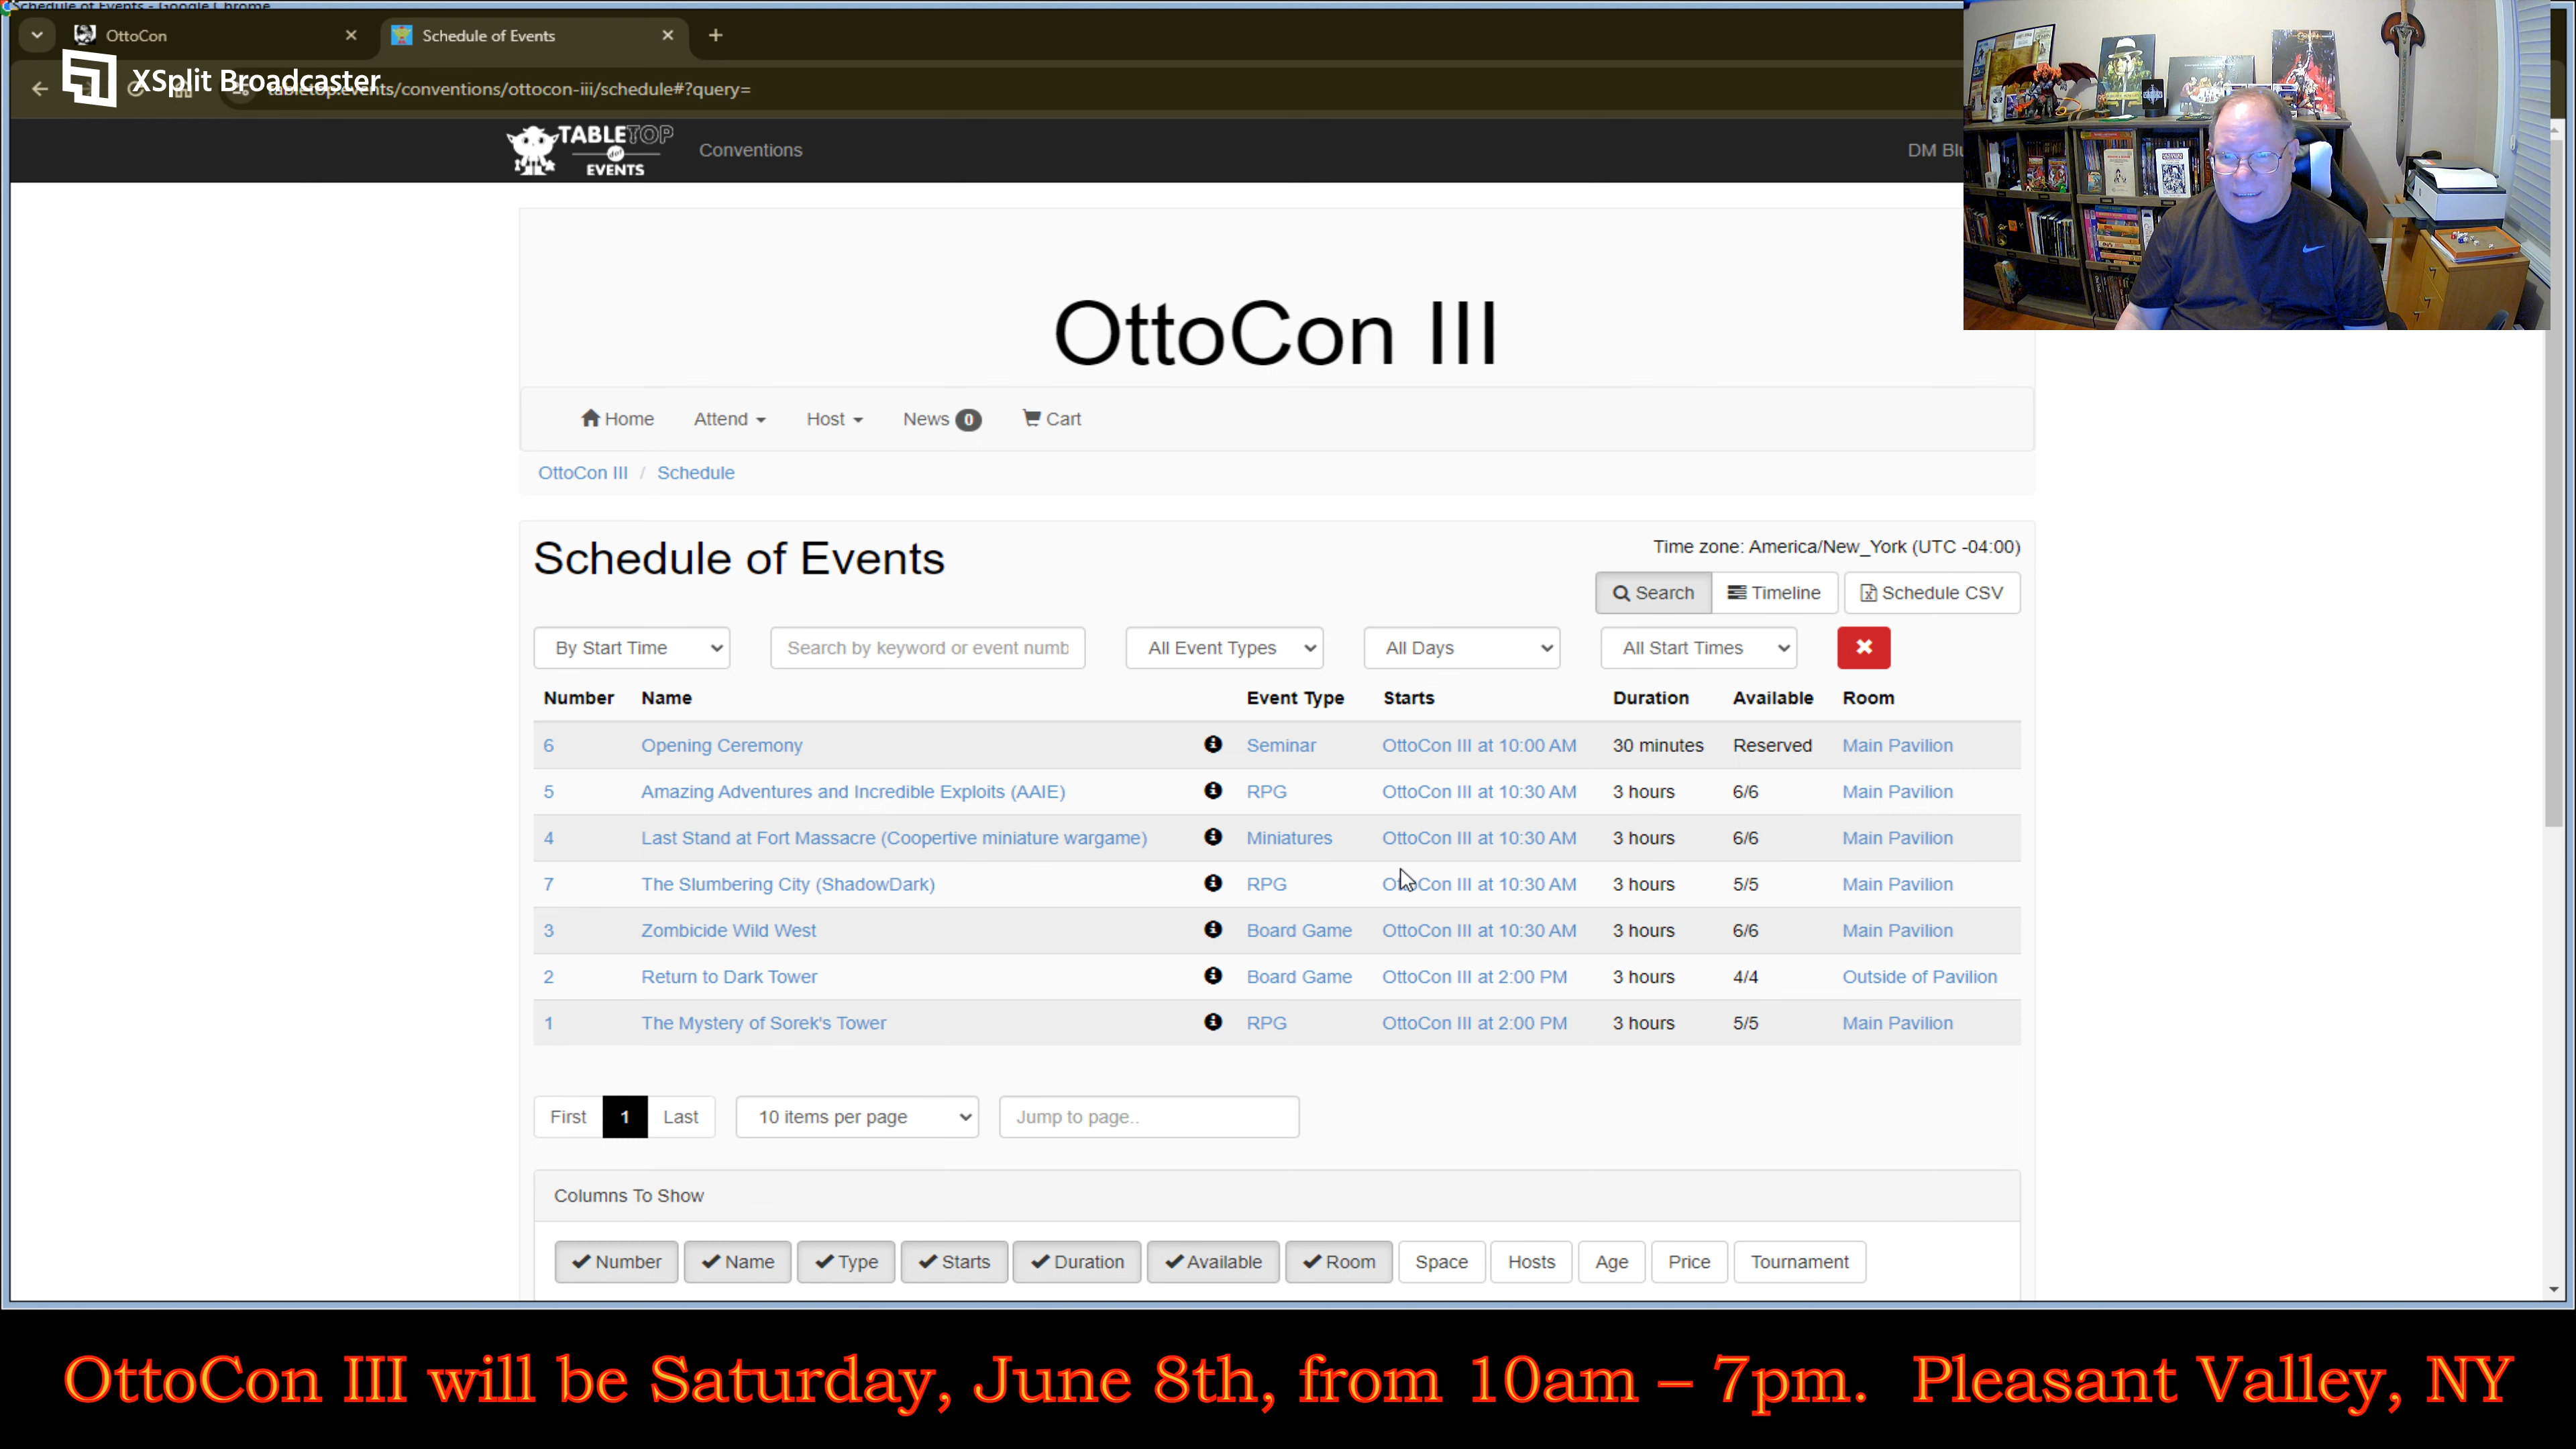 Schedule of Events - Google Chrome
OttoCon
Schedule of Events
XSplit Broadcaster
tabletop.events/conventions/ottocon-iii/schedule#?query=
TABLETOP
dot
EVENTS
Conventions
DM Blu
OttoCon III
Home Attend Host News 0 Cart
OttoCon III / Schedule
Schedule of Events
Time zone: America/New_York (UTC -04:00)
Search Timeline Schedule CSV
By Start Time Search by keyword or event numb All Event Types All Days All Start Times
Number Name Event Type Starts Duration Available Room
6 Opening Ceremony Seminar OttoCon III at 10:00 AM 30 minutes Reserved Main Pavilion
5 Amazing Adventures and Incredible Exploits (AAIE) RPG OttoCon III at 10:30 AM 3 hours 6/6 Main Pavilion
4 Last Stand at Fort Massacre (Coopertive miniature wargame) Miniatures OttoCon III at 10:30 AM 3 hours 6/6 Main Pavilion
7 The Slumbering City (ShadowDark) RPG OttoCon III at 10:30 AM 3 hours 5/5 Main Pavilion
3 Zombicide Wild West Board Game OttoCon III at 10:30 AM 3 hours 6/6 Main Pavilion
2 Return to Dark Tower Board Game OttoCon III at 2:00 PM 3 hours 4/4 Outside of Pavilion
1 The Mystery of Sorek's Tower RPG OttoCon III at 2:00 PM 3 hours 5/5 Main Pavilion
First 1 Last 10 items per page Jump to page..
Columns To Show
Number Name Type Starts Duration Available Room Space Hosts Age Price Tournament
OttoCon III will be Saturday, June 8th, from 10am – 7pm. Pleasant Valley, NY